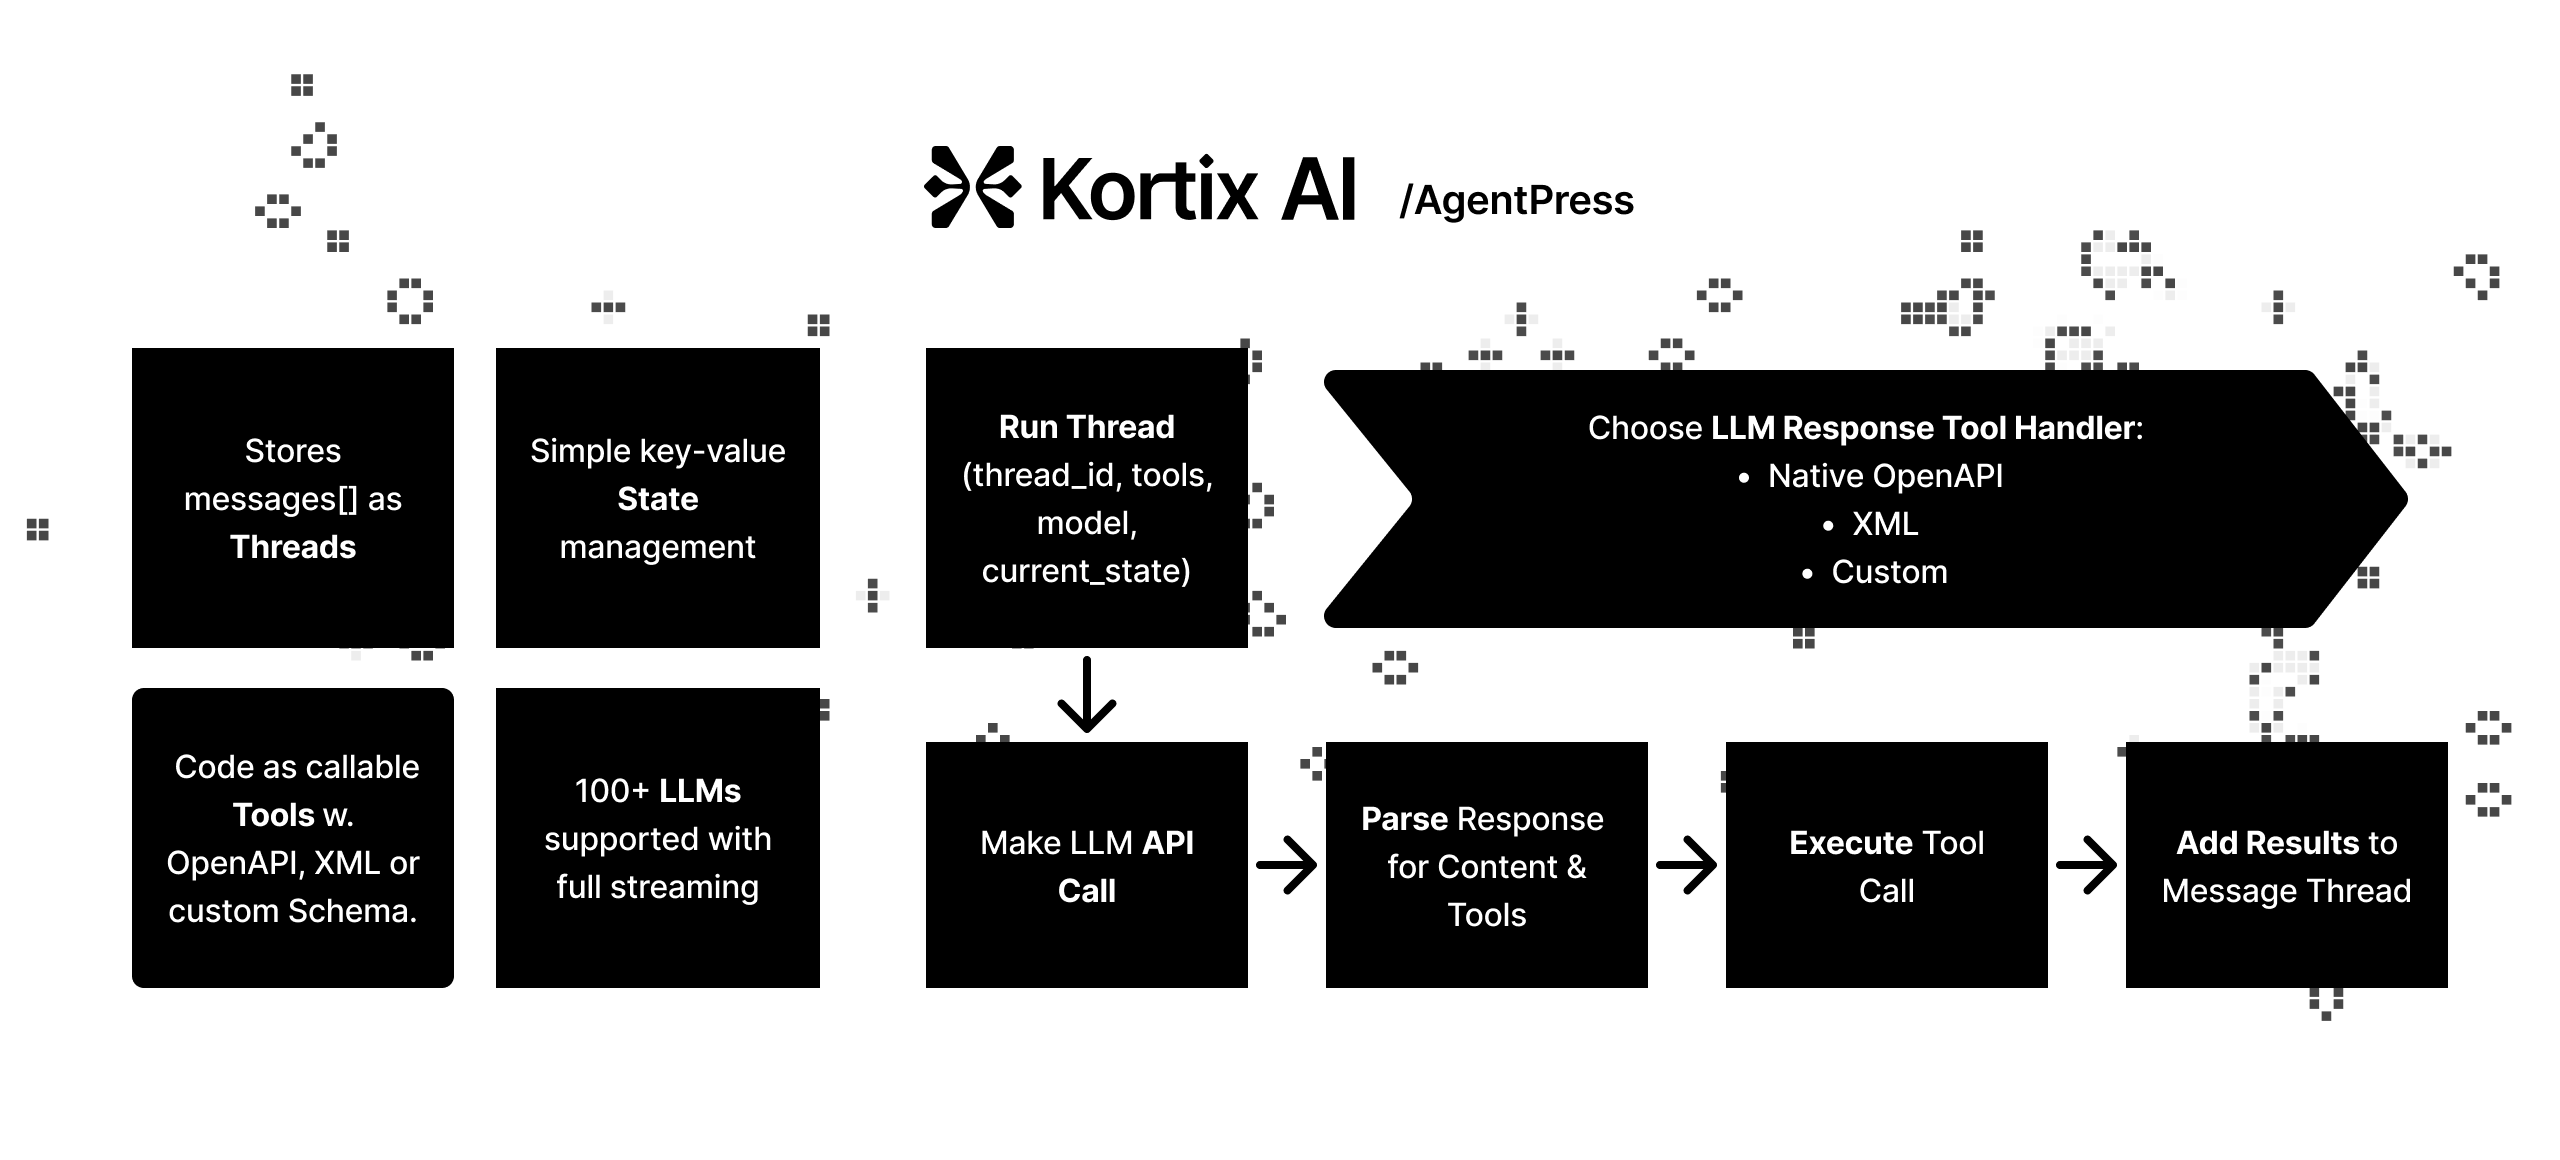 Kortix AI /AgentPress
Stores
messages[] as
Threads
Simple key-value
State
management
Code as callable
Tools w.
OpenAPI, XML or
custom Schema.
100+ LLMs
supported with
full streaming
Run Thread
(thread_id, tools,
model,
current_state)
Choose LLM Response Tool Handler:
• Native OpenAPI
• XML
• Custom
Make LLM API
Call
Parse Response
for Content &
Tools
Execute Tool
Call
Add Results to
Message Thread